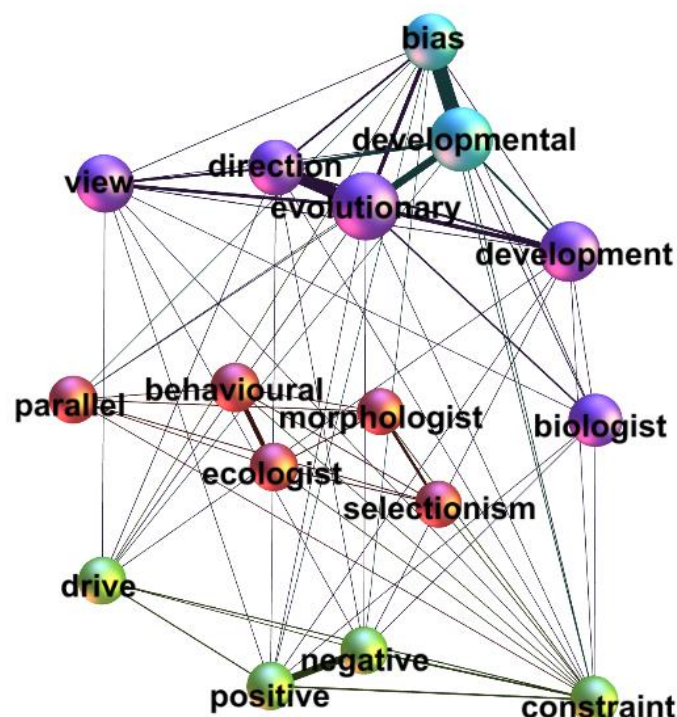 bias
developmental
direction
view
evolutionary
development
behavioural
parallel
morphologist
biologist
ecologist
selectionism
drive
negative
positive
constraint